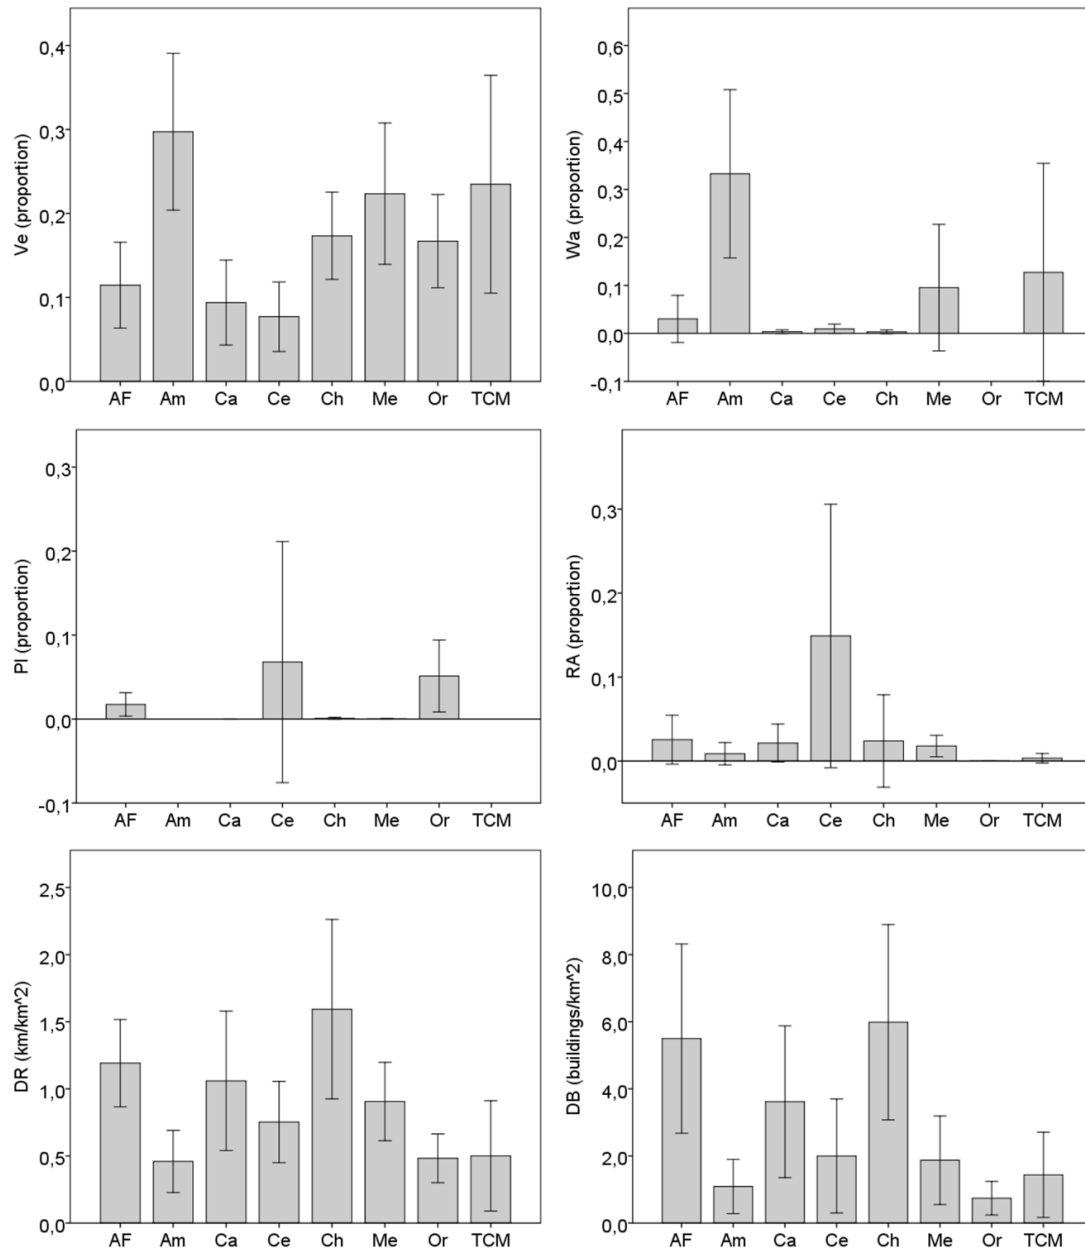 Ve (proportion)
0,4
0,3
0,2
0,1
0,0
AF Am Ca Ce Ch Me Or TCM
Wa (proportion)
0,6
0,5
0,4
0,3
0,2
0,1
0,0
-0,1
AF Am Ca Ce Ch Me Or TCM
PI (proportion)
0,3
0,2
0,1
0,0
-0,1
AF Am Ca Ce Ch Me Or TCM
RA (proportion)
0,3
0,2
0,1
0,0
AF Am Ca Ce Ch Me Or TCM
DR (km/km^2)
2,5
2,0
1,5
1,0
0,5
0,0
AF Am Ca Ce Ch Me Or TCM
DB (buildings/km^2)
10,0
8,0
6,0
4,0
2,0
0,0
AF Am Ca Ce Ch Me Or TCM